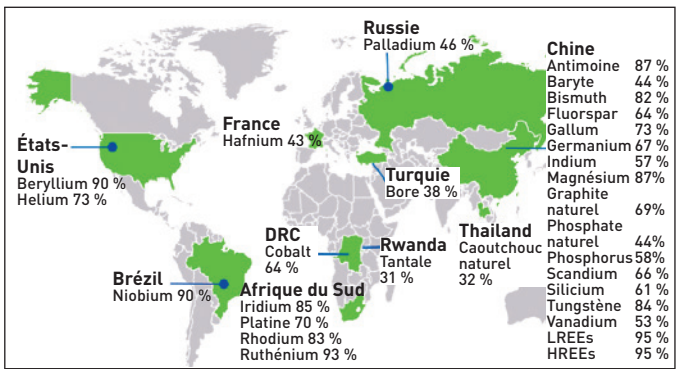 Russie
Palladium 46 %
Chine
Antimoine 87 %
Baryte 44 %
Bismuth 82 %
Fluorspar 64 %
Gallum 73 %
Germanium 67 %
Indium 57 %
Magnésium 87%
Graphite
naturel 69%
Phosphate
naturel 44%
Phosphorus 58%
Scandium 66 %
Silicium 61 %
Tungstène 84 %
Vanadium 53 %
LREEs 95 %
HREEs 95 %
France
Hafnium 43 %
États-
Unis
Beryllium 90 %
Helium 73 %
Turquie
Bore 38 %
DRC
Cobalt
64 %
Rwanda
Tantale
31 %
Thailand
Caoutchouc
naturel
32 %
Brézil
Niobium 90 %
Afrique du Sud
Iridium 85 %
Platine 70 %
Rhodium 83 %
Ruthénium 93 %